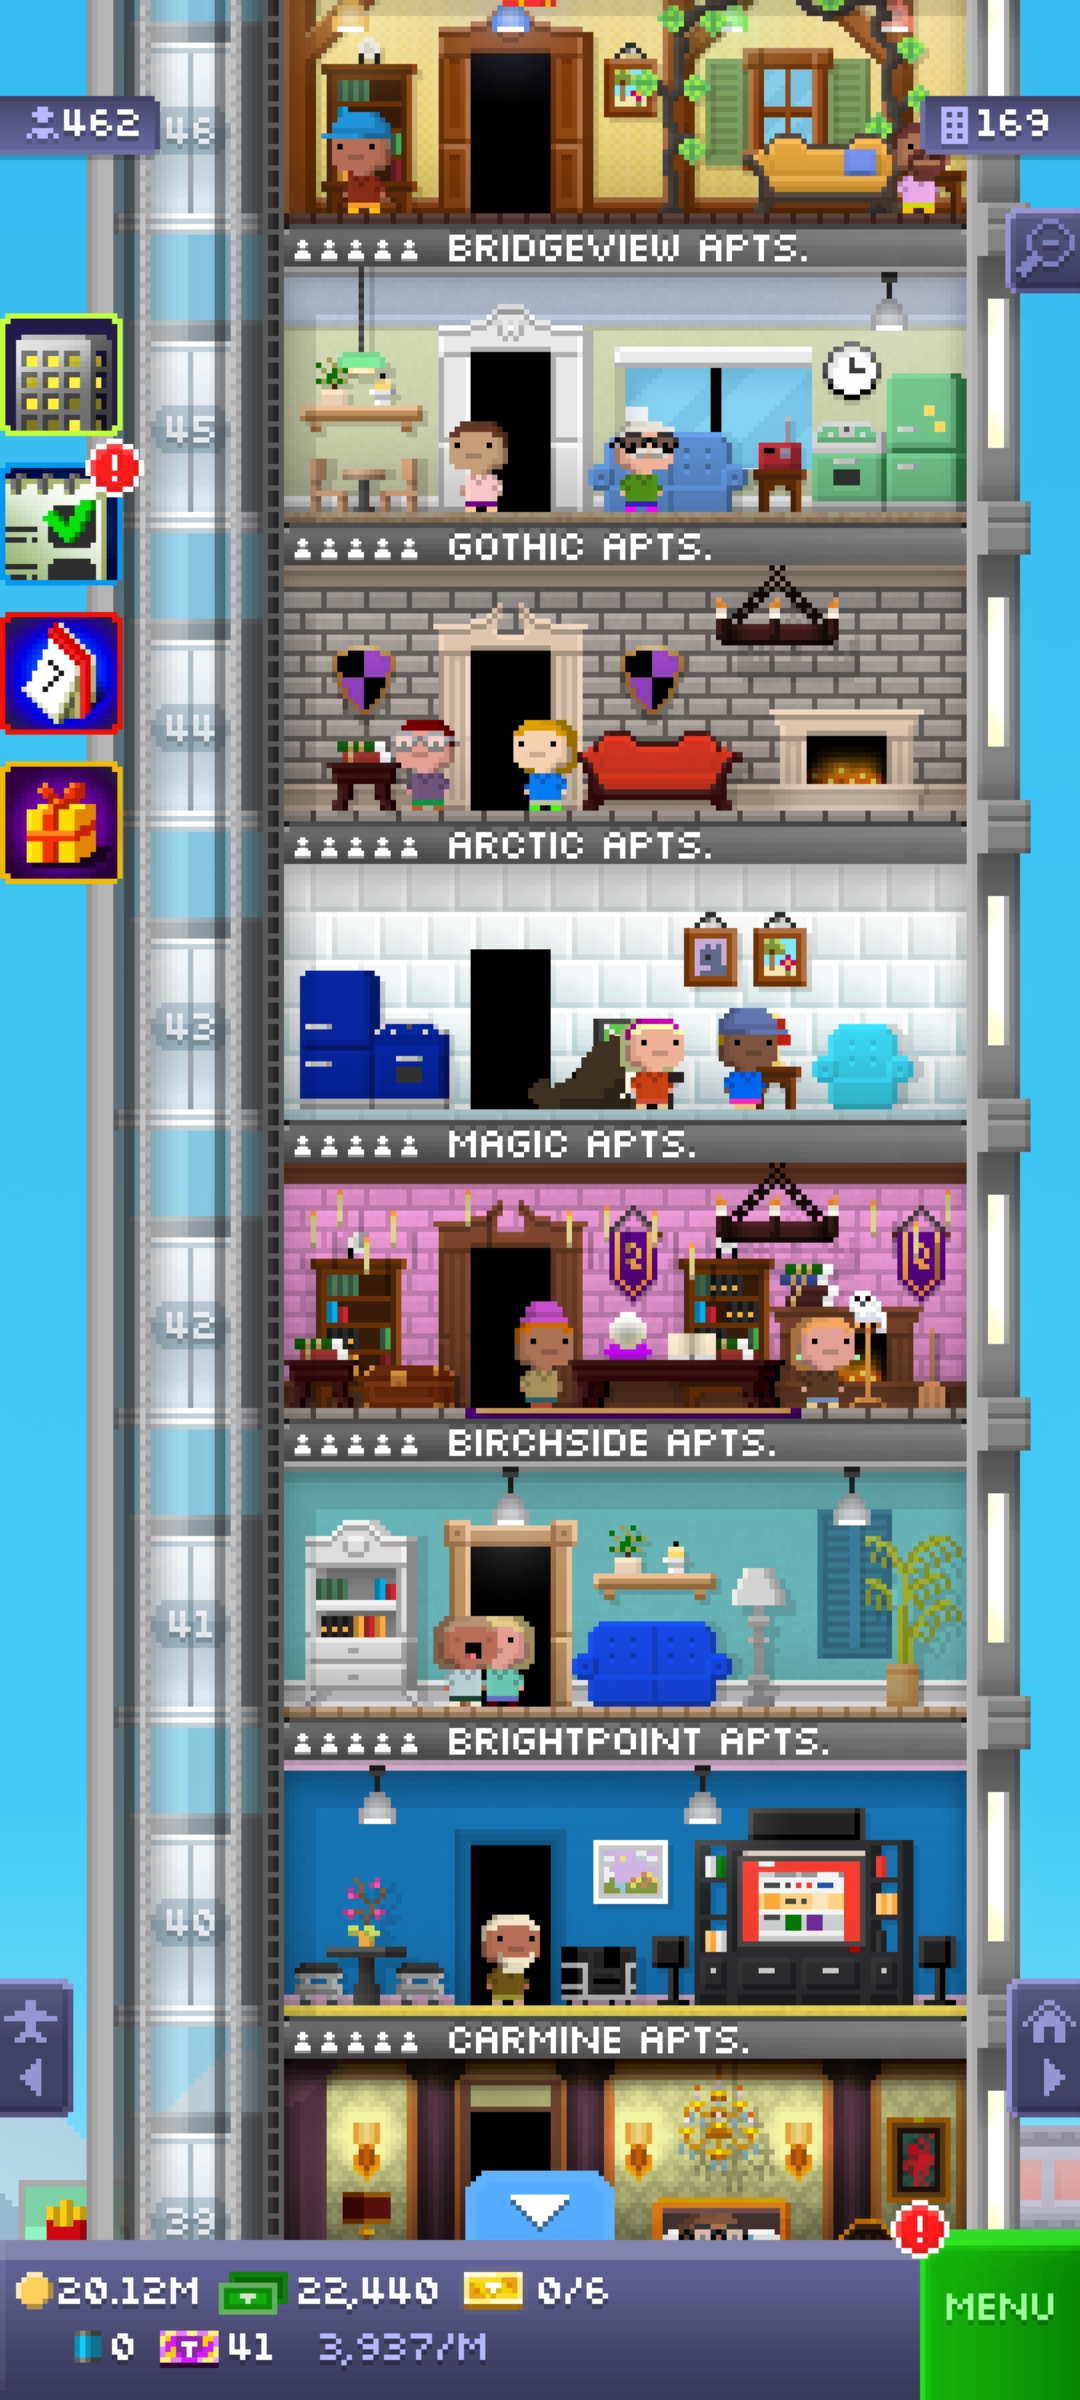 462
46
169
BRIDGEVIEW APTS.
45
GOTHIC APTS.
44
ARCTIC APTS.
43
MAGIC APTS.
42
BIRCHSIDE APTS.
41
BRIGHTPOINT APTS.
40
CARMINE APTS.
39
20.12M 22,440 0/6
MENU
0 41 3,937/M